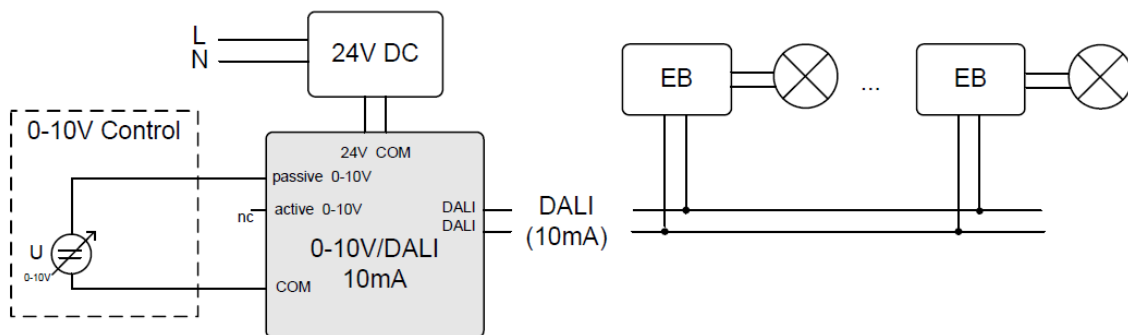 L
N
24V DC
EB
...
EB
0-10V Control
24V COM
passive 0-10V
nc
active 0-10V
DALI
DALI
DALI
(10mA)
0-10V/DALI
10mA
U
0-10V
COM